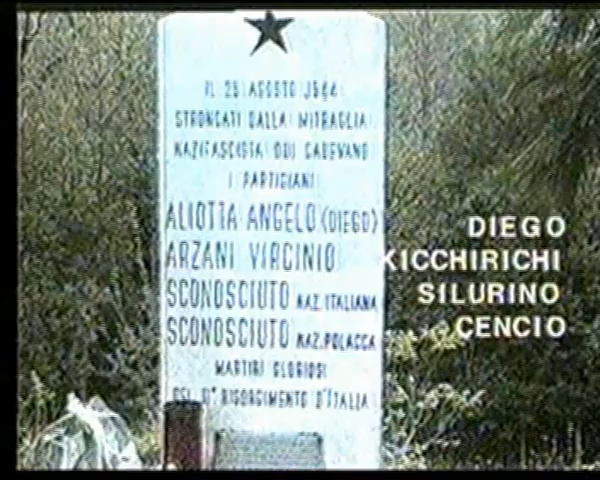 IL 25 AGOSTO 1944
STRONCATI DALLA MITRAGLIA
NAZIFASCISTA QUI CADEVANO
I PARTIGIANI
ALIOTTA ANGELO (DIEGO)
ARZANI VIRGINIO
SCONOSCIUTO NAZ. ITALIANA
SCONOSCIUTO NAZ. POLACCA
MARTIRI GLORIOSI
DEL II° RISORGIMENTO D'ITALIA
DIEGO
KICCHIRICHI
SILURINO
CENCIO